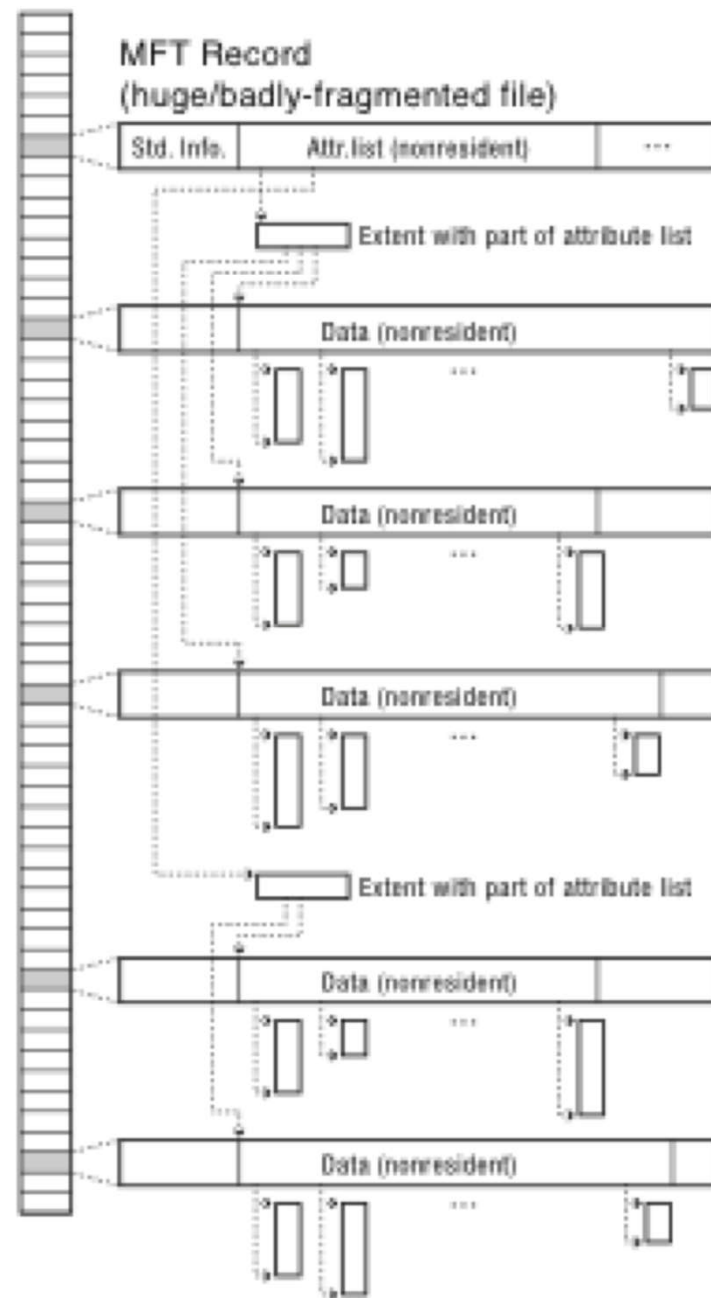 MFT Record
(huge/badly-fragmented file)
Std. Info. Attr.list (nonresident) ...
Extent with part of attribute list
Data (nonresident)
...
Data (nonresident)
...
Data (nonresident)
...
Extent with part of attribute list
Data (nonresident)
...
Data (nonresident)
...